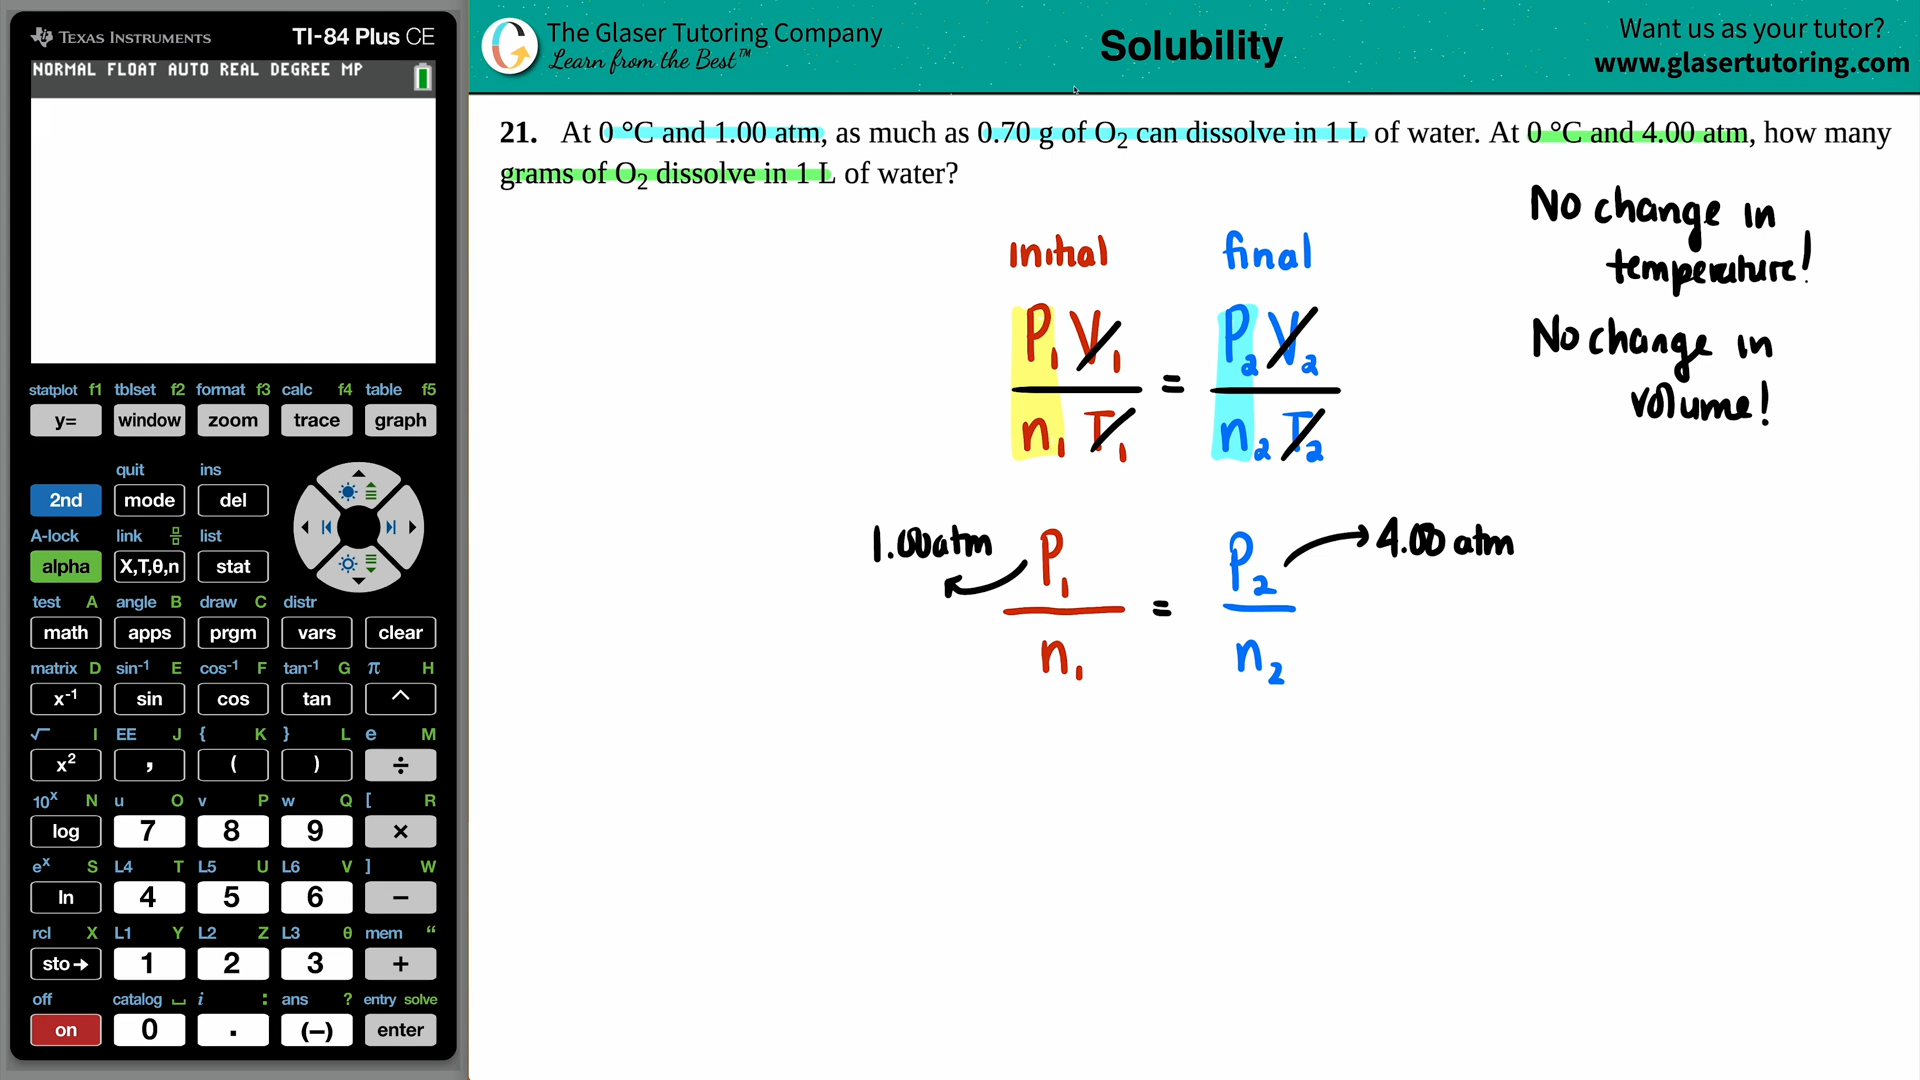 TEXAS INSTRUMENTS TI-84 Plus CE
NORMAL FLOAT AUTO REAL DEGREE MP
statplot f1 tblset f2 format f3 calc f4 table f5
y= window zoom trace graph
quit ins
2nd mode del
A-lock link list
alpha X,T,θ,n stat
test A angle B draw C distr
math apps prgm vars clear
matrix D sin⁻¹ E cos⁻¹ F tan⁻¹ G π H
x⁻¹ sin cos tan ^
√ I EE J { K } L e M
x² , ( ) ÷
10ˣ N u O v P w Q [ R
log 7 8 9 ×
eˣ S L4 T L5 U L6 V ] W
ln 4 5 6 −
rcl X L1 Y L2 Z L3 θ mem “
sto→ 1 2 3 +
off catalog ⎵ i : ans ? entry solve
on 0 . (−) enter
The Glaser Tutoring Company
Learn from the Best™
Solubility
Want us as your tutor?
www.glasertutoring.com
21. At 0 °C and 1.00 atm, as much as 0.70 g of O₂ can dissolve in 1 L of water. At 0 °C and 4.00 atm, how many
grams of O₂ dissolve in 1 L of water?
No change in
temperature!
No change in
volume!
initial final
P₁V₁ = P₂V₂
n₁T₁ n₂T₂
1.00 atm P₁ = P₂ 4.00 atm
n₁ n₂